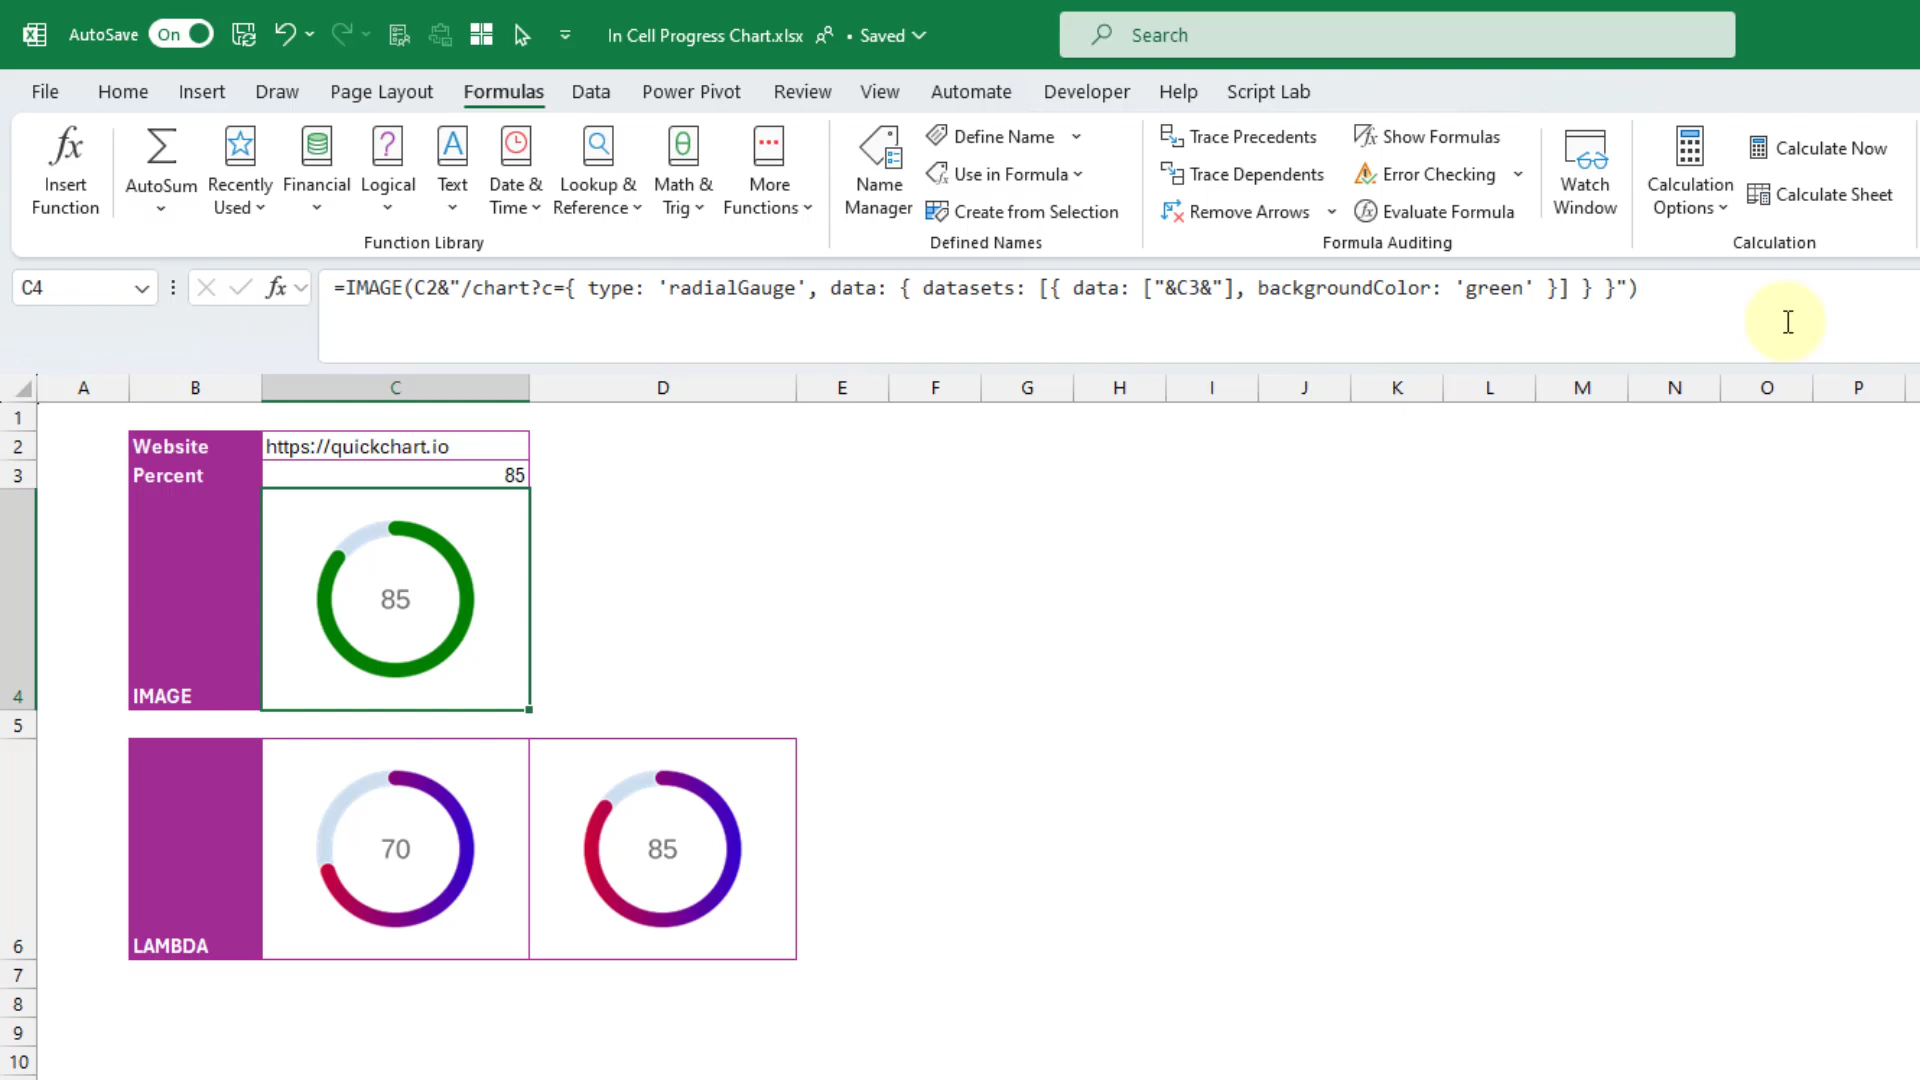 AutoSave On In Cell Progress Chart.xlsx • Saved Search
File Home Insert Draw Page Layout Formulas Data Power Pivot Review View Automate Developer Help Script Lab
fx Insert Function
AutoSum
Recently Used
Financial
Logical
Text
Date & Time
Lookup & Reference
Math & Trig
More Functions
Function Library
Name Manager
Define Name
Use in Formula
Create from Selection
Defined Names
Trace Precedents
Trace Dependents
Remove Arrows
Show Formulas
Error Checking
Evaluate Formula
Formula Auditing
Watch Window
Calculation Options
Calculate Now
Calculate Sheet
Calculation
C4 fx =IMAGE(C2&"/chart?c={ type: 'radialGauge', data: { datasets: [{ data: ["&C3&"], backgroundColor: 'green' }] } }")
A B C D E F G H I J K L M N O P
1
2 Website https://quickchart.io
3 Percent 85
85
4 IMAGE
5
70 85
6 LAMBDA
7
8
9
10